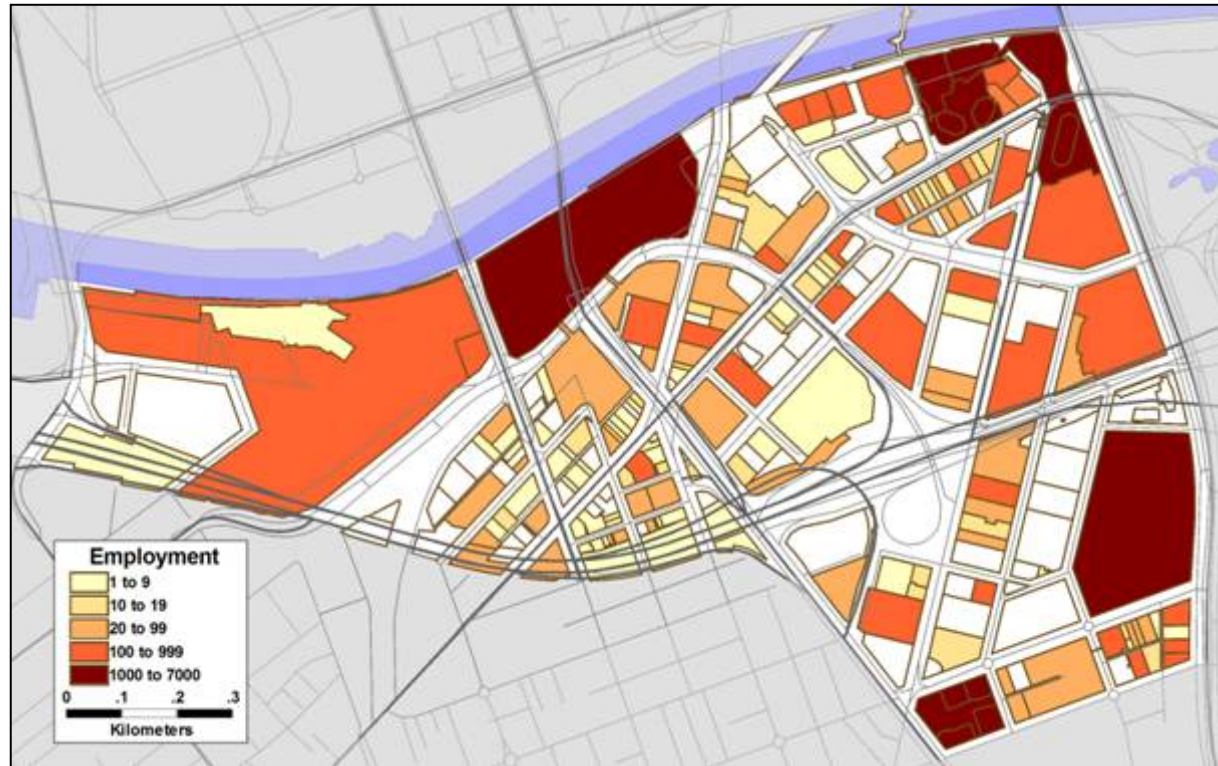 Employment
1 to 9
10 to 19
20 to 99
100 to 999
1000 to 7000
0 .1 .2 .3
Kilometers